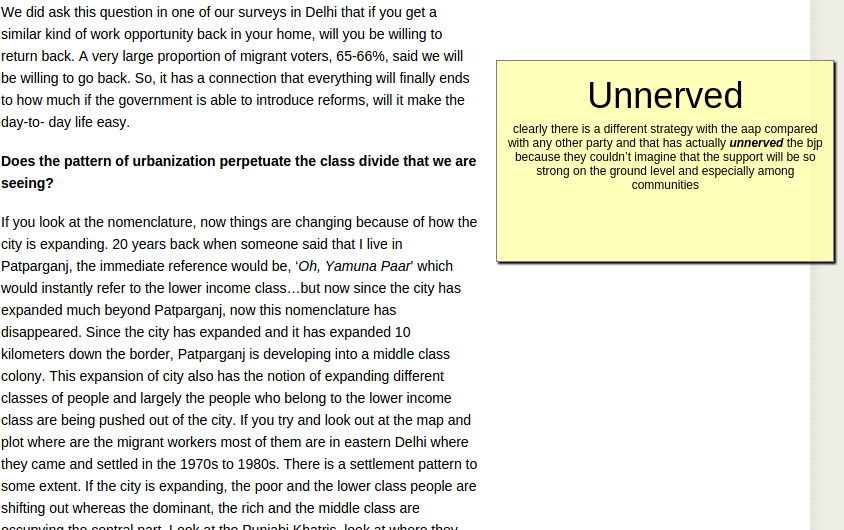 We did ask this question in one of our surveys in Delhi that if you get a
similar kind of work opportunity back in your home, will you be willing to
return back. A very large proportion of migrant voters, 65-66%, said we will
be willing to go back. So, it has a connection that everything will finally ends
to how much if the government is able to introduce reforms, will it make the
day-to- day life easy.
Does the pattern of urbanization perpetuate the class divide that we are
seeing?
If you look at the nomenclature, now things are changing because of how the
city is expanding. 20 years back when someone said that I live in
Patparganj, the immediate reference would be, ‘Oh, Yamuna Paar’ which
would instantly refer to the lower income class…but now since the city has
expanded much beyond Patparganj, now this nomenclature has
disappeared. Since the city has expanded and it has expanded 10
kilometers down the border, Patparganj is developing into a middle class
colony. This expansion of city also has the notion of expanding different
classes of people and largely the people who belong to the lower income
class are being pushed out of the city. If you try and look out at the map and
plot where are the migrant workers most of them are in eastern Delhi where
they came and settled in the 1970s to 1980s. There is a settlement pattern to
some extent. If the city is expanding, the poor and the lower class people are
shifting out whereas the dominant, the rich and the middle class are
occupying the central part. Look at the Punjabi Khatris, look at where they
Unnerved
clearly there is a different strategy with the aap compared
with any other party and that has actually unnerved the bjp
because they couldn’t imagine that the support will be so
strong on the ground level and especially among
communities